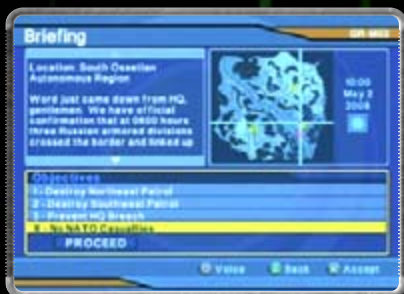 Briefing
GR-M03
Location: South Ossetian
Autonomous Region
Word just came down from HQ,
gentlemen. We have official
confirmation that at 0600 hours
three Russian armored divisions
crossed the border and linked up
10:00
May 2
2008
Objectives
1 - Destroy Northeast Patrol
2 - Destroy Southeast Patrol
3 - Prevent HQ Breach
- No NATO Casualties
PROCEED
Voice
Back
Accept